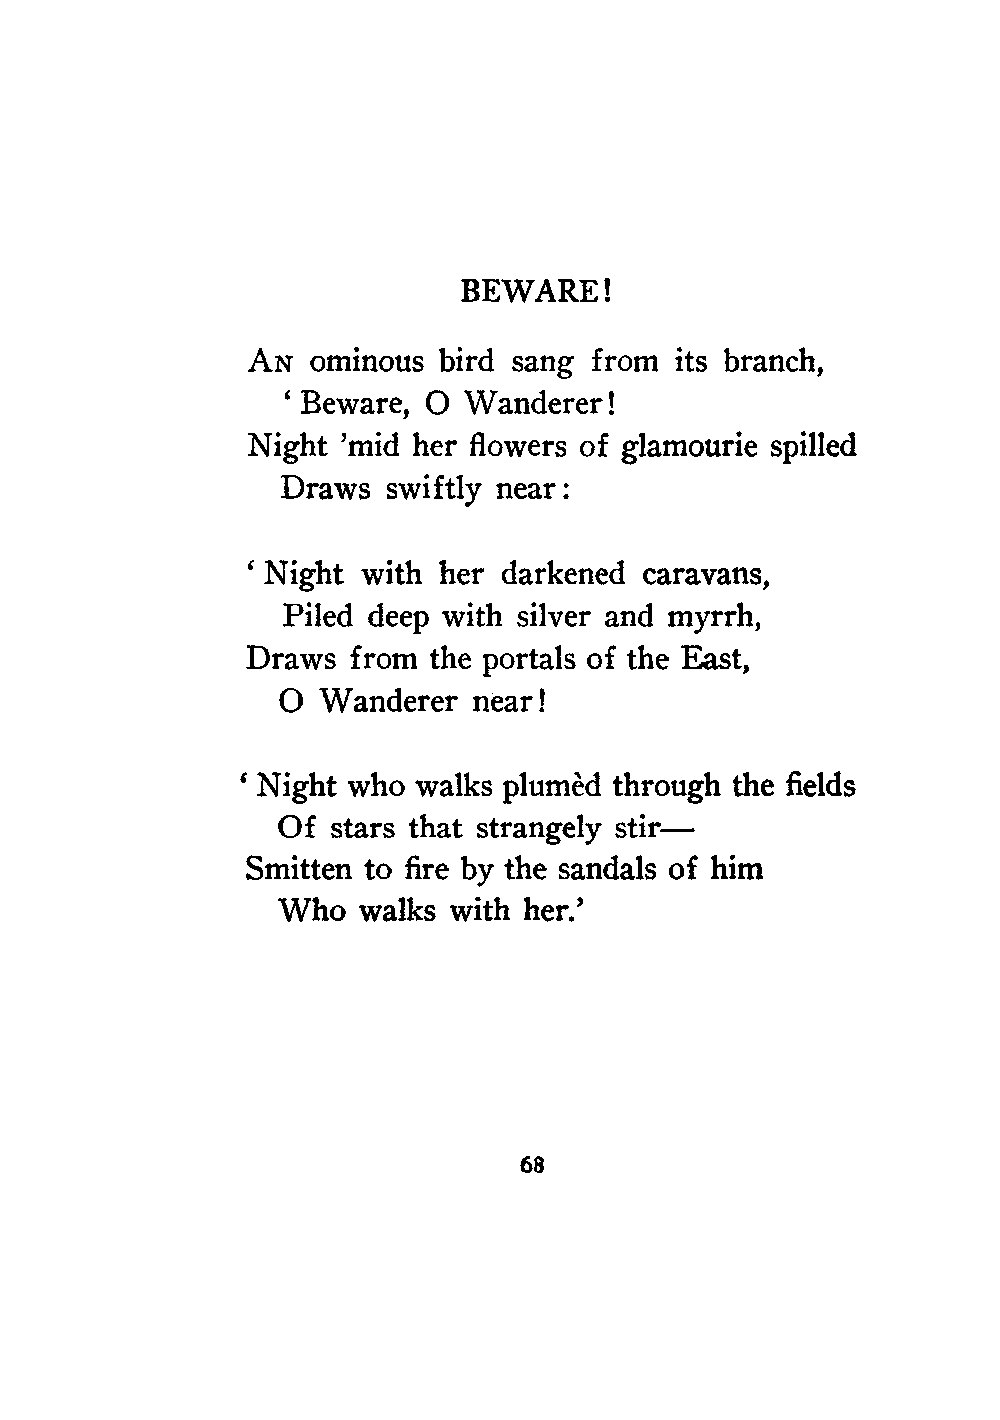 BEWARE!
An ominous bird sang from its branch,
‘ Beware, O Wanderer!
Night ’mid her flowers of glamourie spilled
Draws swiftly near :
‘ Night with her darkened caravans,
Piled deep with silver and myrrh,
Draws from the portals of the East,
O Wanderer near!
‘ Night who walks plumèd through the fields
Of stars that strangely stir—
Smitten to fire by the sandals of him
Who walks with her.’
68